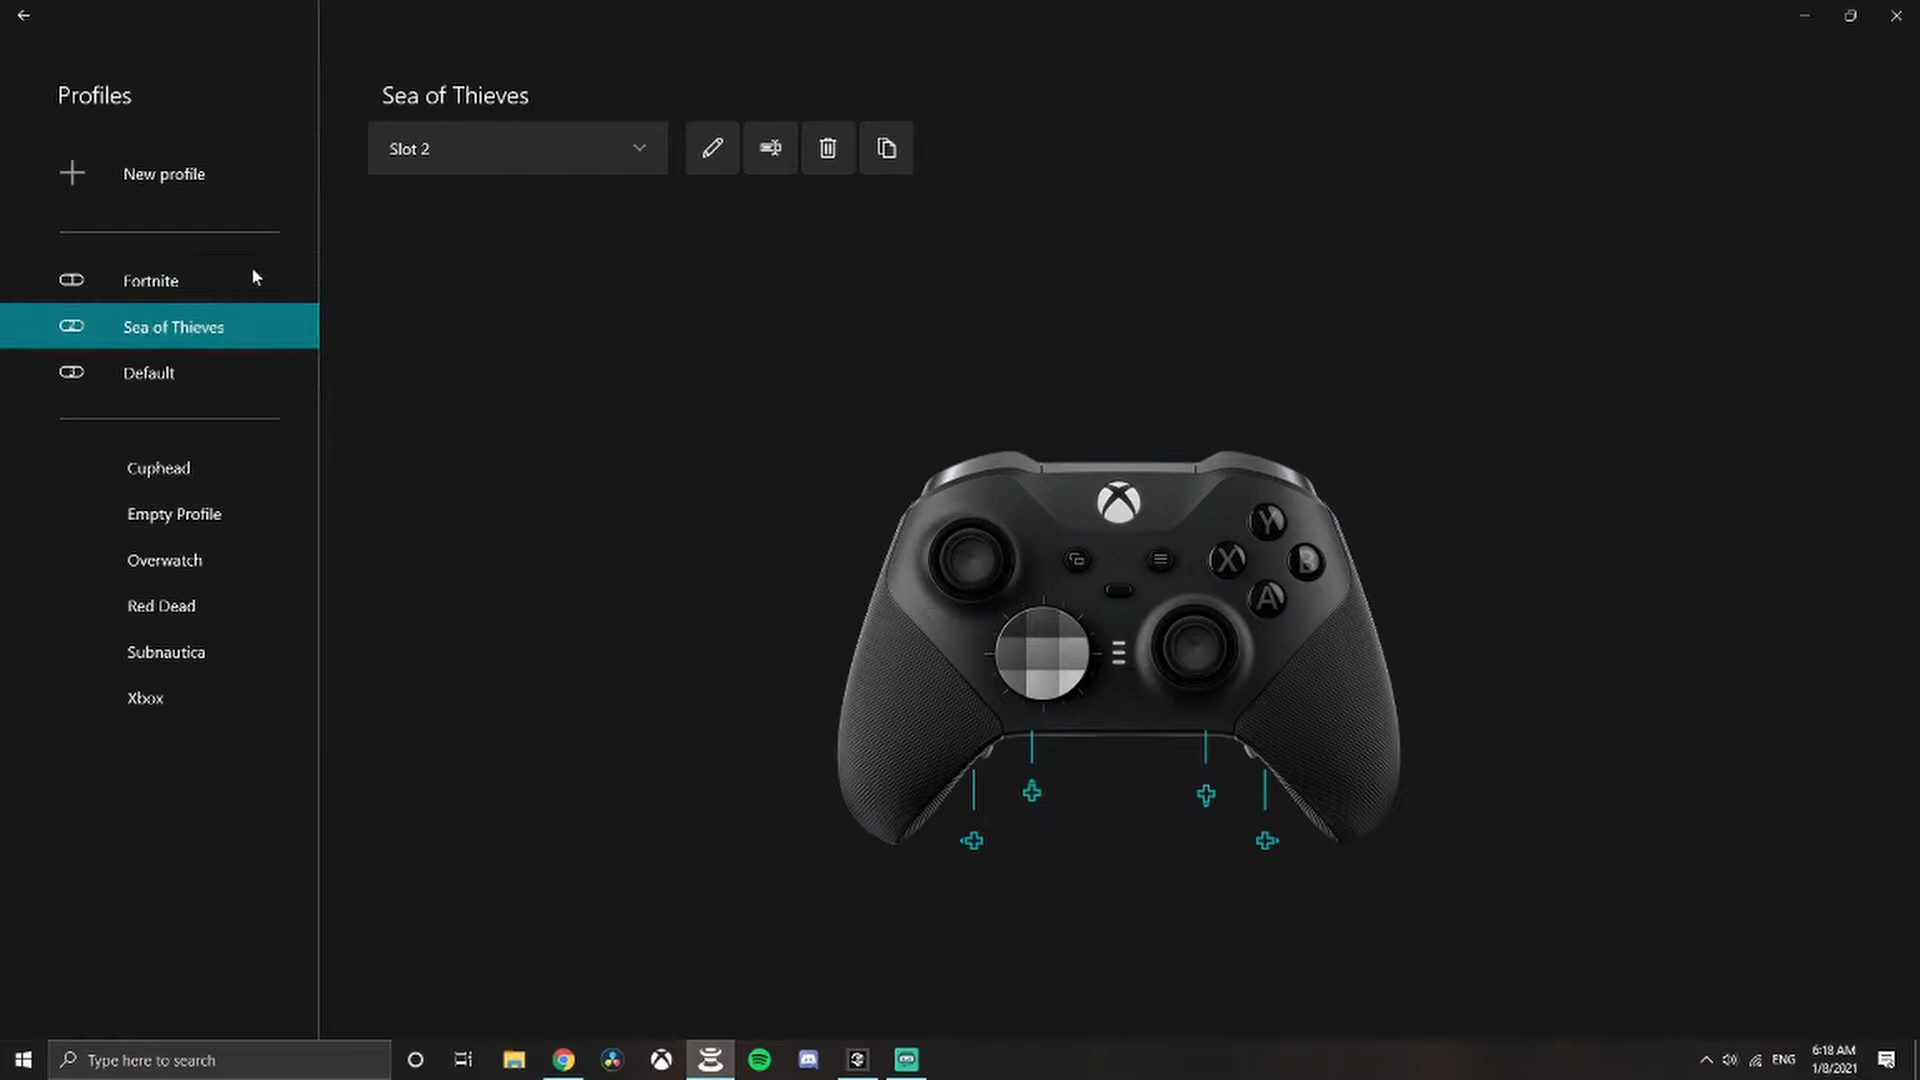 Profiles
New profile
Fortnite
Sea of Thieves
Default
Cuphead
Empty Profile
Overwatch
Red Dead
Subnautica
Xbox
Sea of Thieves
Slot 2
Y
X B
A
Type here to search
ENG
6:18 AM
1/8/2021